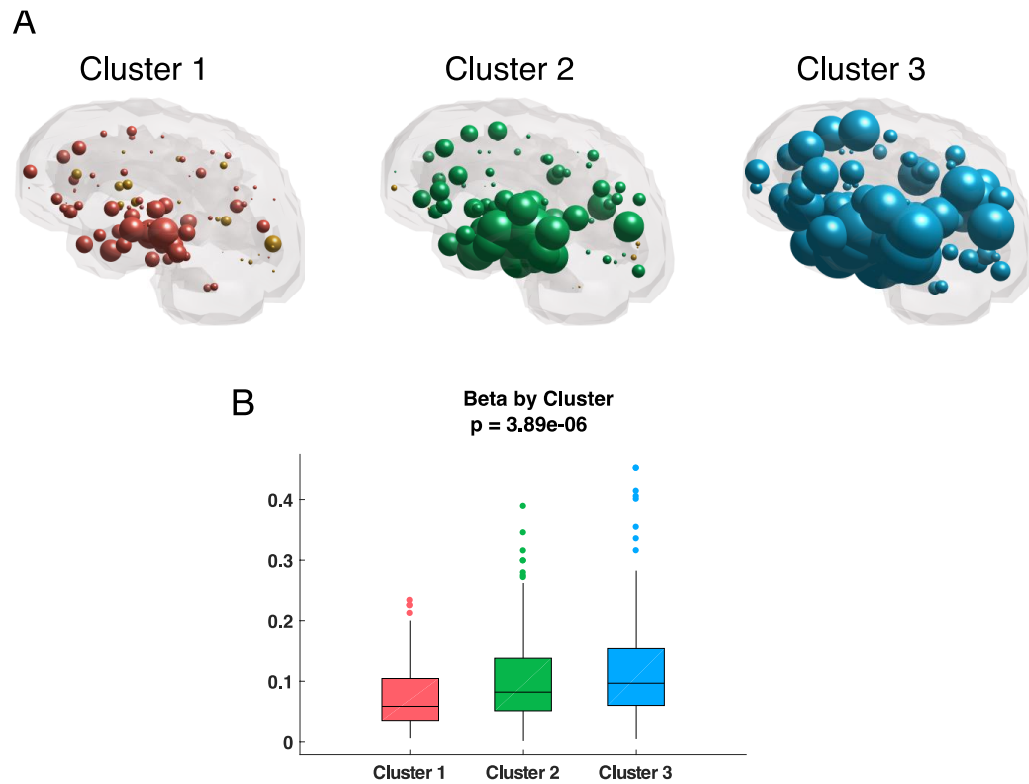 A
Cluster 1
Cluster 2
Cluster 3
B
Beta by Cluster
p = 3.89e-06
0.4
0.3
0.2
0.1
0
Cluster 1
Cluster 2
Cluster 3